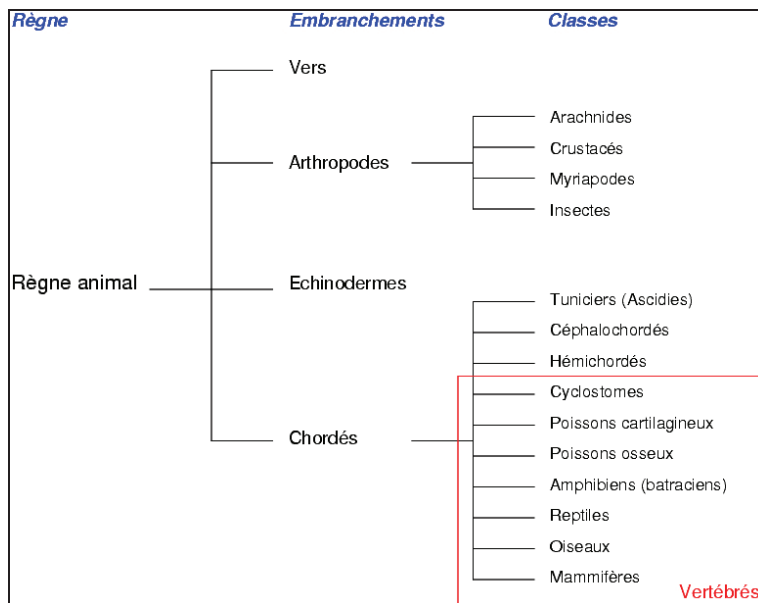 Règne Embranchements Classes
Vers
Arachnides
Crustacés
Arthropodes
Myriapodes
Insectes
Règne animal
Echinodermes
Tuniciers (Ascidies)
Céphalochordés
Hémichordés
Cyclostomes
Poissons cartilagineux
Chordés
Poissons osseux
Amphibiens (batraciens)
Reptiles
Oiseaux
Mammifères
Vertébrés